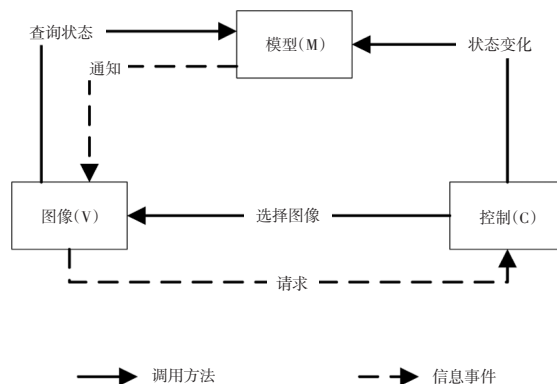 查询状态
模型(M)
状态变化
通知
图像(V)
选择图像
控制(C)
请求
调用方法
信息事件